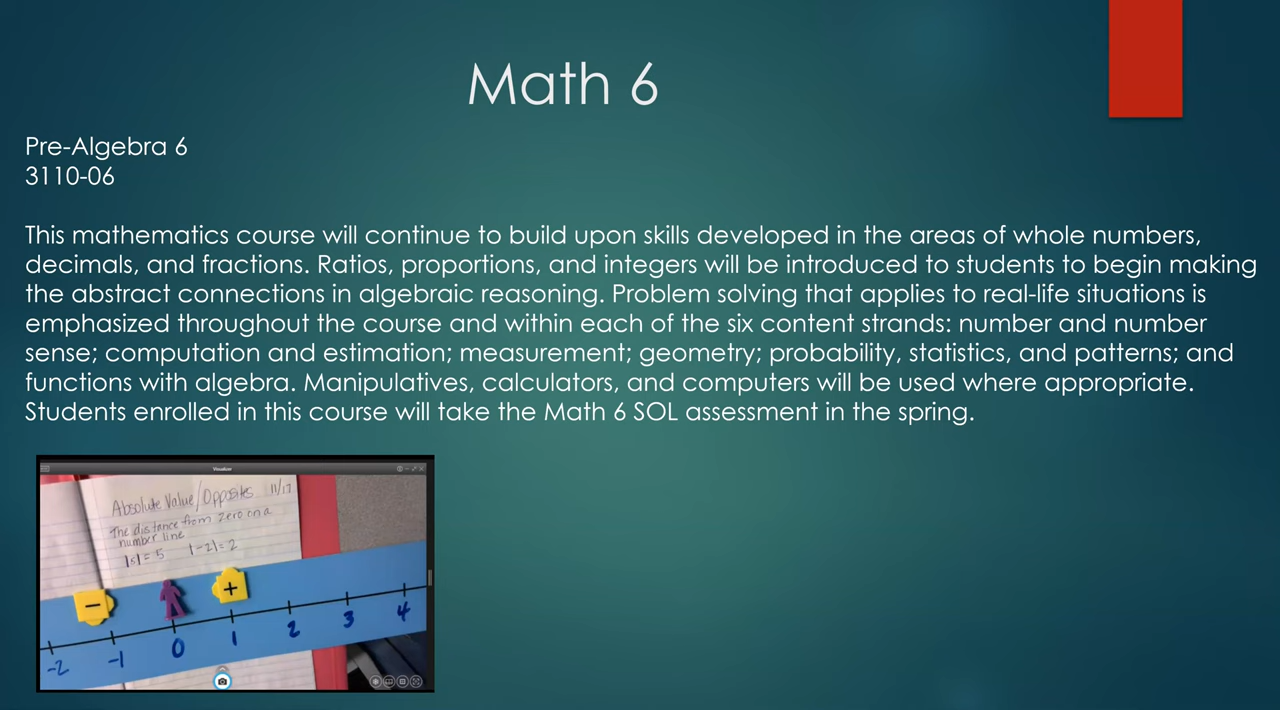 Math 6
Pre-Algebra 6
3110-06
This mathematics course will continue to build upon skills developed in the areas of whole numbers,
decimals, and fractions. Ratios, proportions, and integers will be introduced to students to begin making
the abstract connections in algebraic reasoning. Problem solving that applies to real-life situations is
emphasized throughout the course and within each of the six content strands: number and number
sense; computation and estimation; measurement; geometry; probability, statistics, and patterns; and
functions with algebra. Manipulatives, calculators, and computers will be used where appropriate.
Students enrolled in this course will take the Math 6 SOL assessment in the spring.
Visualizer
Absolute Value/Opposites 11/17
The distance from zero on a
number line
|5| = 5 |-2| = 2
− +
-2 -1 0 1 2 3 4